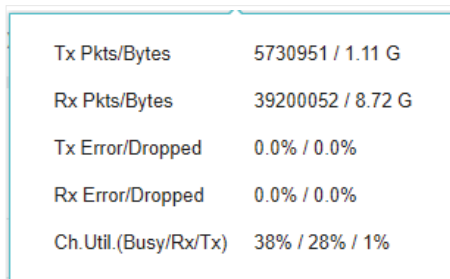 Tx Pkts/Bytes 5730951 / 1.11 G
Rx Pkts/Bytes 39200052 / 8.72 G
Tx Error/Dropped 0.0% / 0.0%
Rx Error/Dropped 0.0% / 0.0%
Ch.Util.(Busy/Rx/Tx) 38% / 28% / 1%